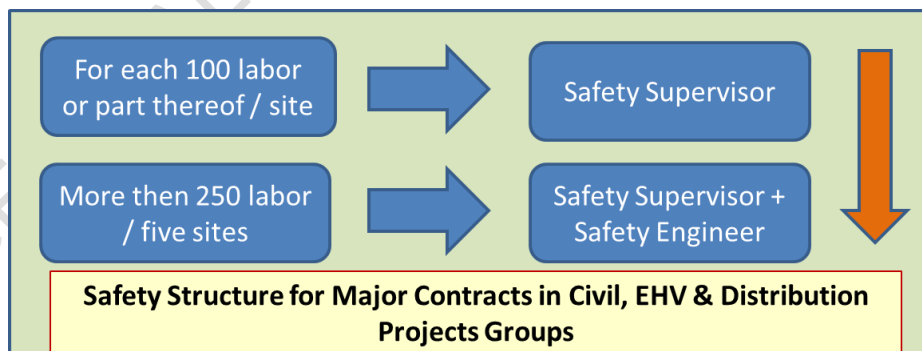 For each 100 labor
or part thereof / site
Safety Supervisor
More then 250 labor
/ five sites
Safety Supervisor +
Safety Engineer
Safety Structure for Major Contracts in Civil, EHV & Distribution
Projects Groups